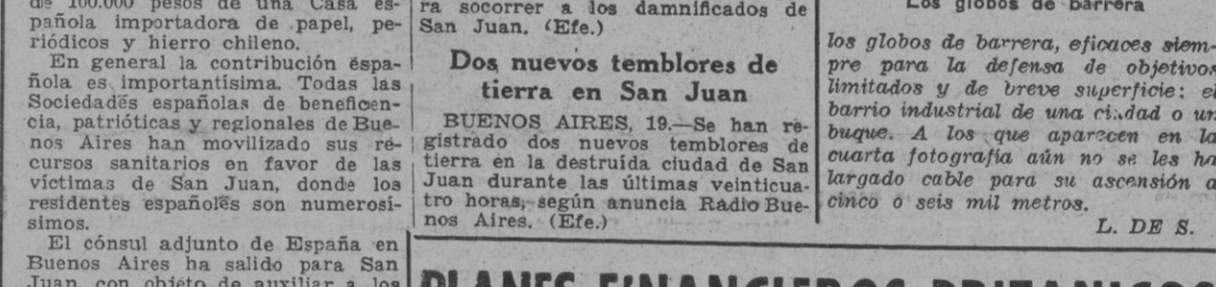 de 100.000 pesos de una Casa es-
pañola importadora de papel, pe-
riódicos y hierro chileno.
En general la contribución espa-
ñola es importantísima. Todas las
Sociedades españolas de beneficen-
cia, patrióticas y regionales de Bue-
nos Aires han movilizado sus re-
cursos sanitarios en favor de las
víctimas de San Juan, donde los
residentes españoles son numerosí-
simos.
El cónsul adjunto de España en
Buenos Aires ha salido para San
Juan, con objeto de auxiliar a los
ra socorrer a los damnificados de
San Juan. (Efe.)
Dos nuevos temblores de
tierra en San Juan
BUENOS AIRES, 19.—Se han re-
gistrado dos nuevos temblores de
tierra en la destruída ciudad de San
Juan durante las últimas veinticua-
tro horas, según anuncia Radio Bue-
nos Aires. (Efe.)
Los globos de barrera
los globos de barrera, eficaces siem-
pre para la defensa de objetivos
limitados y de breve superficie: el
barrio industrial de una ciudad o un
buque. A los que aparecen en la
cuarta fotografía aún no se les ha
largado cable para su ascensión a
cinco o seis mil metros.
L. DE S.
PLANES FINANCIEROS BRITANICOS